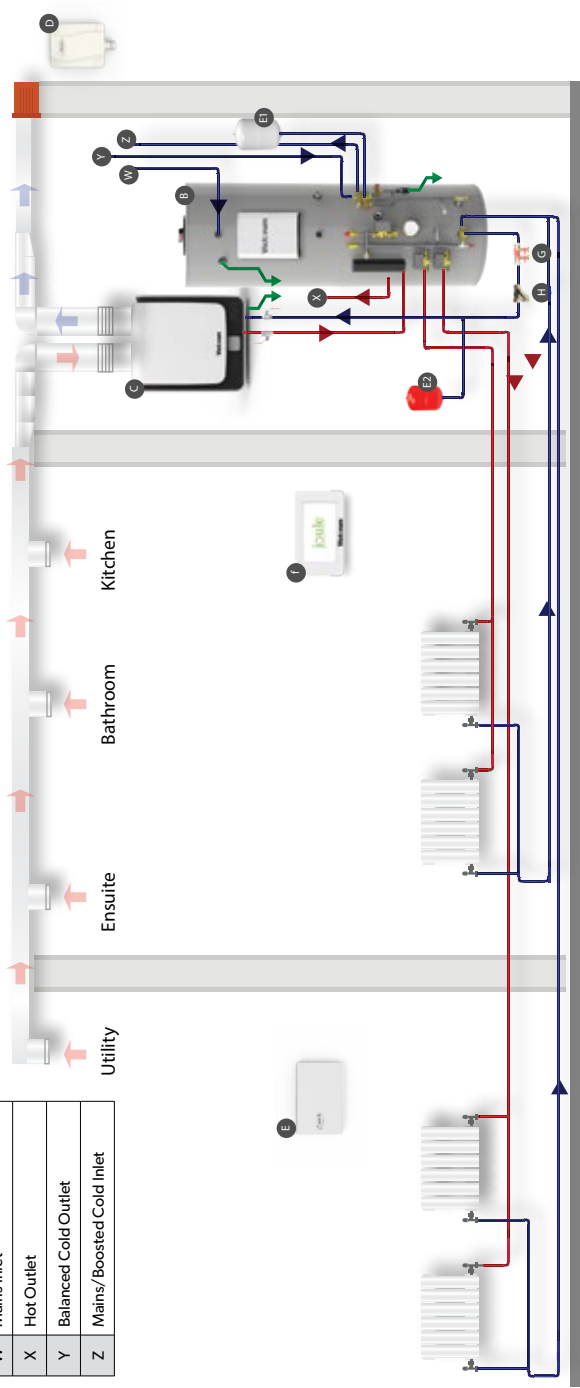 Utility
Ensuite
Bathroom
Kitchen
X Hot Outlet
Y Balanced Cold Outlet
Z Mains/Boosted Cold Inlet
E
f
joule
C
B
D
W
Y
Z
E1
X
E2
H
G